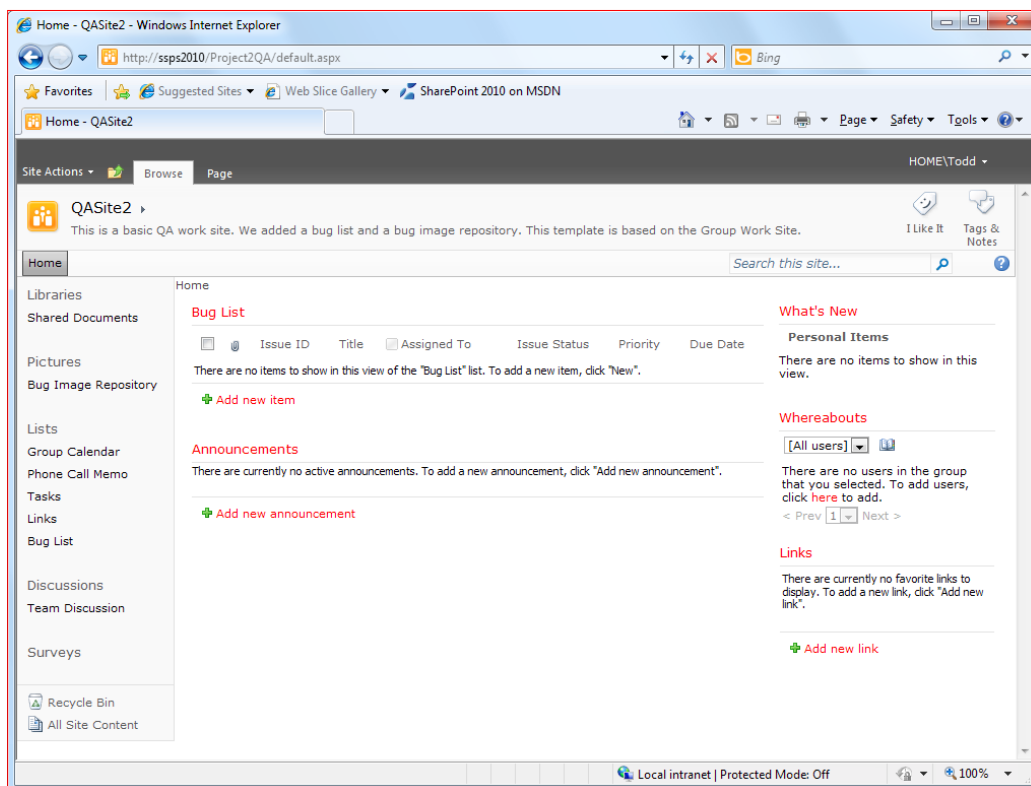 Home - QASite2 - Windows Internet Explorer
http://ssps2010/Project2QA/default.aspx
Bing
Favorites
Suggested Sites
Web Slice Gallery
SharePoint 2010 on MSDN
Home - QASite2
Page
Safety
Tools
HOME\Todd
Site Actions
Browse
Page
QASite2
This is a basic QA work site. We added a bug list and a bug image repository. This template is based on the Group Work Site.
I Like It
Tags &
Notes
Home
Search this site...
Libraries
Shared Documents
Pictures
Bug Image Repository
Lists
Group Calendar
Phone Call Memo
Tasks
Links
Bug List
Discussions
Team Discussion
Surveys
Recycle Bin
All Site Content
Home
Bug List
Issue ID Title Assigned To Issue Status Priority Due Date
There are no items to show in this view of the "Bug List" list. To add a new item, click "New".
Add new item
Announcements
There are currently no active announcements. To add a new announcement, click "Add new announcement".
Add new announcement
What's New
Personal Items
There are no items to show in this
view.
Whereabouts
[All users]
There are no users in the group
that you selected. To add users,
click here to add.
< Prev 1 Next >
Links
There are currently no favorite links to
display. To add a new link, click "Add new
link".
Add new link
Local intranet | Protected Mode: Off
100%